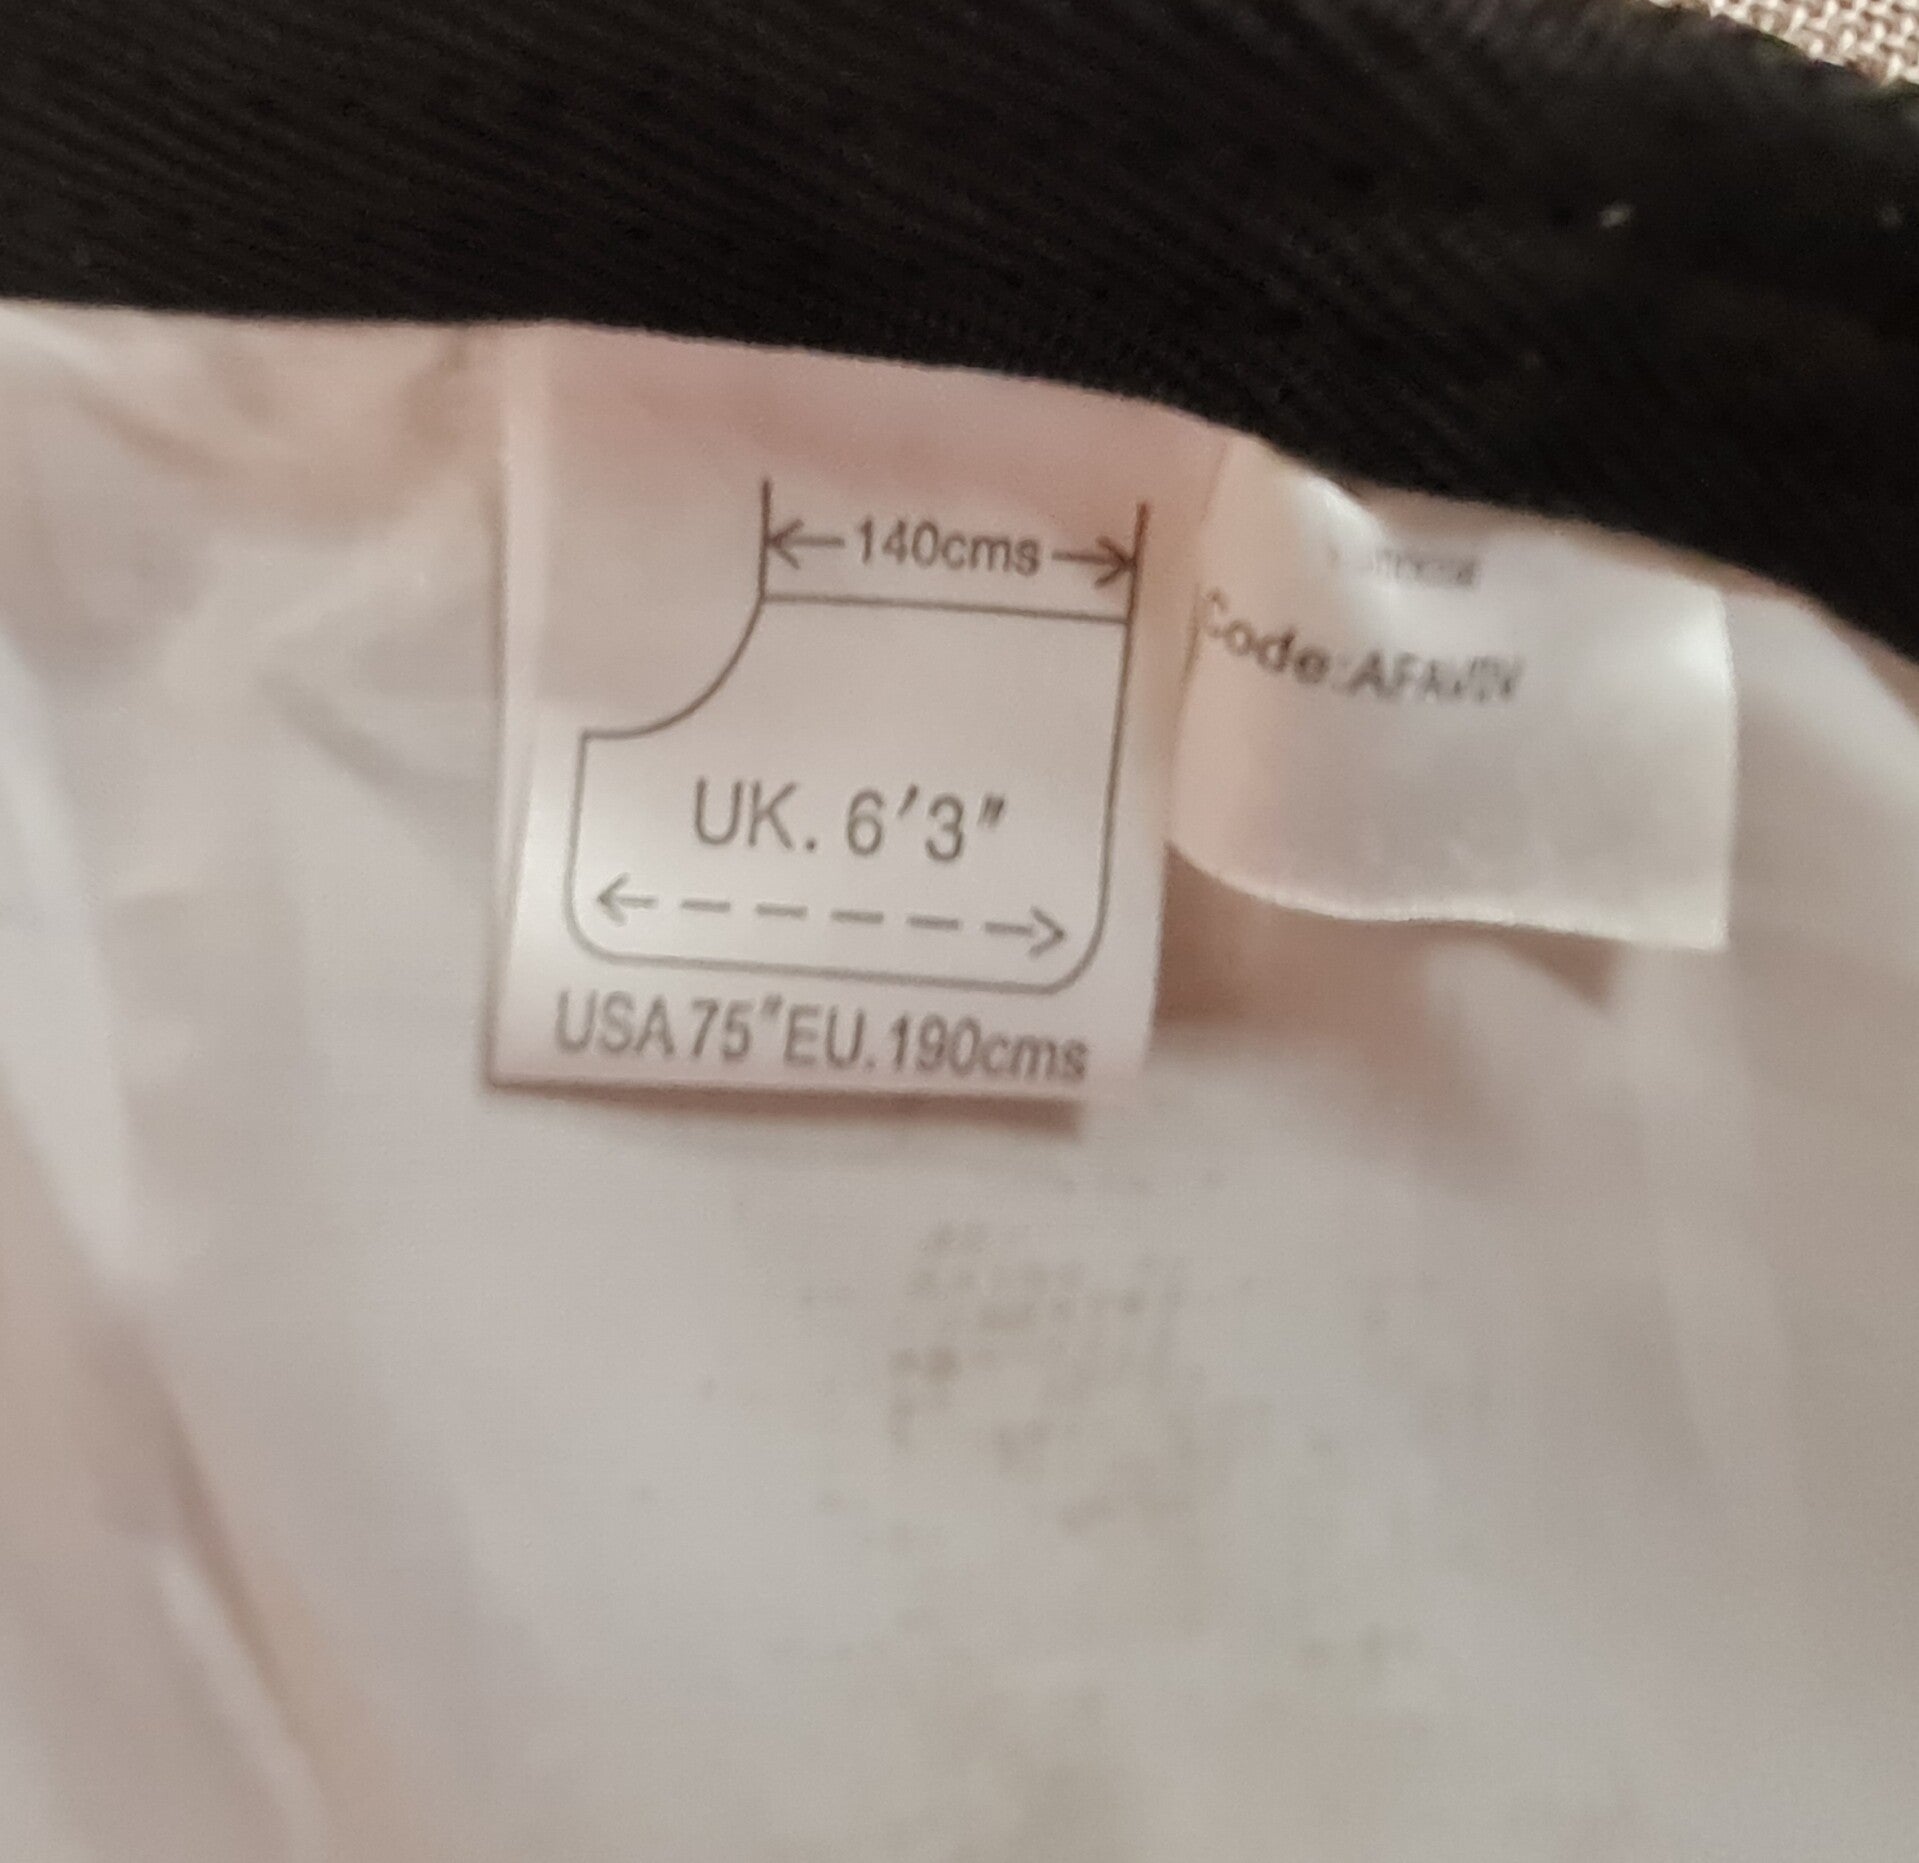 140cms
Code:
UK. 6'3"
USA 75" EU. 190cms